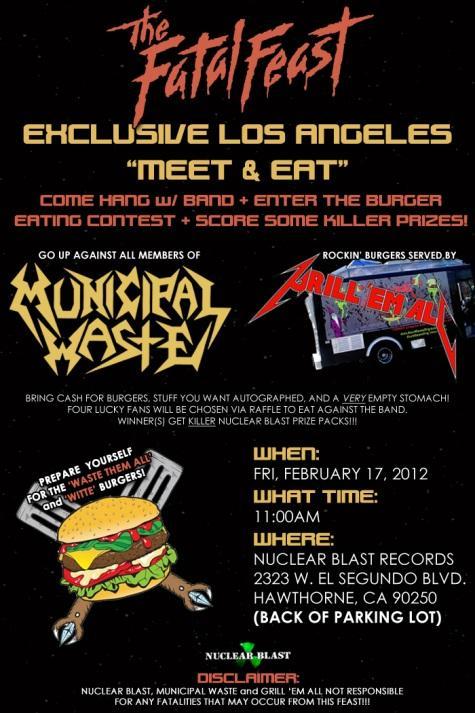 The
Fatal Feast
EXCLUSIVE LOS ANGELES
"MEET & EAT"
COME HANG W/ BAND + ENTER THE BURGER
EATING CONTEST + SCORE SOME KILLER PRIZES!
GO UP AGAINST ALL MEMBERS OF
MUNICIPAL
WASTE
ROCKIN' BURGERS SERVED BY
GRILL 'EM ALL
BRING CASH FOR BURGERS, STUFF YOU WANT AUTOGRAPHED, AND A VERY EMPTY STOMACH!
FOUR LUCKY FANS WILL BE CHOSEN VIA RAFFLE TO EAT AGAINST THE BAND.
WINNER(S) GET KILLER NUCLEAR BLAST PRIZE PACKS!!!
PREPARE YOURSELF
FOR THE 'WASTE THEM ALL'
and 'WITTE' BURGERS!
WHEN:
FRI, FEBRUARY 17, 2012
WHAT TIME:
11:00AM
WHERE:
NUCLEAR BLAST RECORDS
2323 W. EL SEGUNDO BLVD.
HAWTHORNE, CA 90250
(BACK OF PARKING LOT)
NUCLEAR BLAST
DISCLAIMER:
NUCLEAR BLAST, MUNICIPAL WASTE and GRILL 'EM ALL NOT RESPONSIBLE
FOR ANY FATALITIES THAT MAY OCCUR FROM THIS FEAST!!!